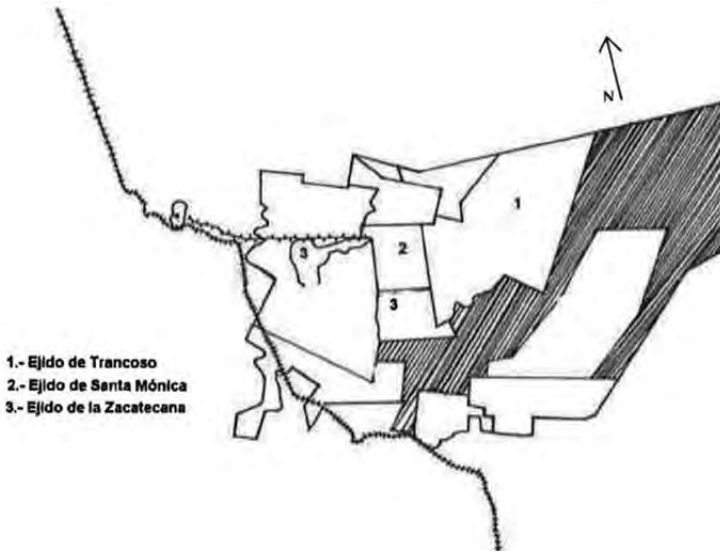 N
1
2
3
3
1.- Ejido de Trancoso
2.- Ejido de Santa Mónica
3.- Ejido de la Zacatecana